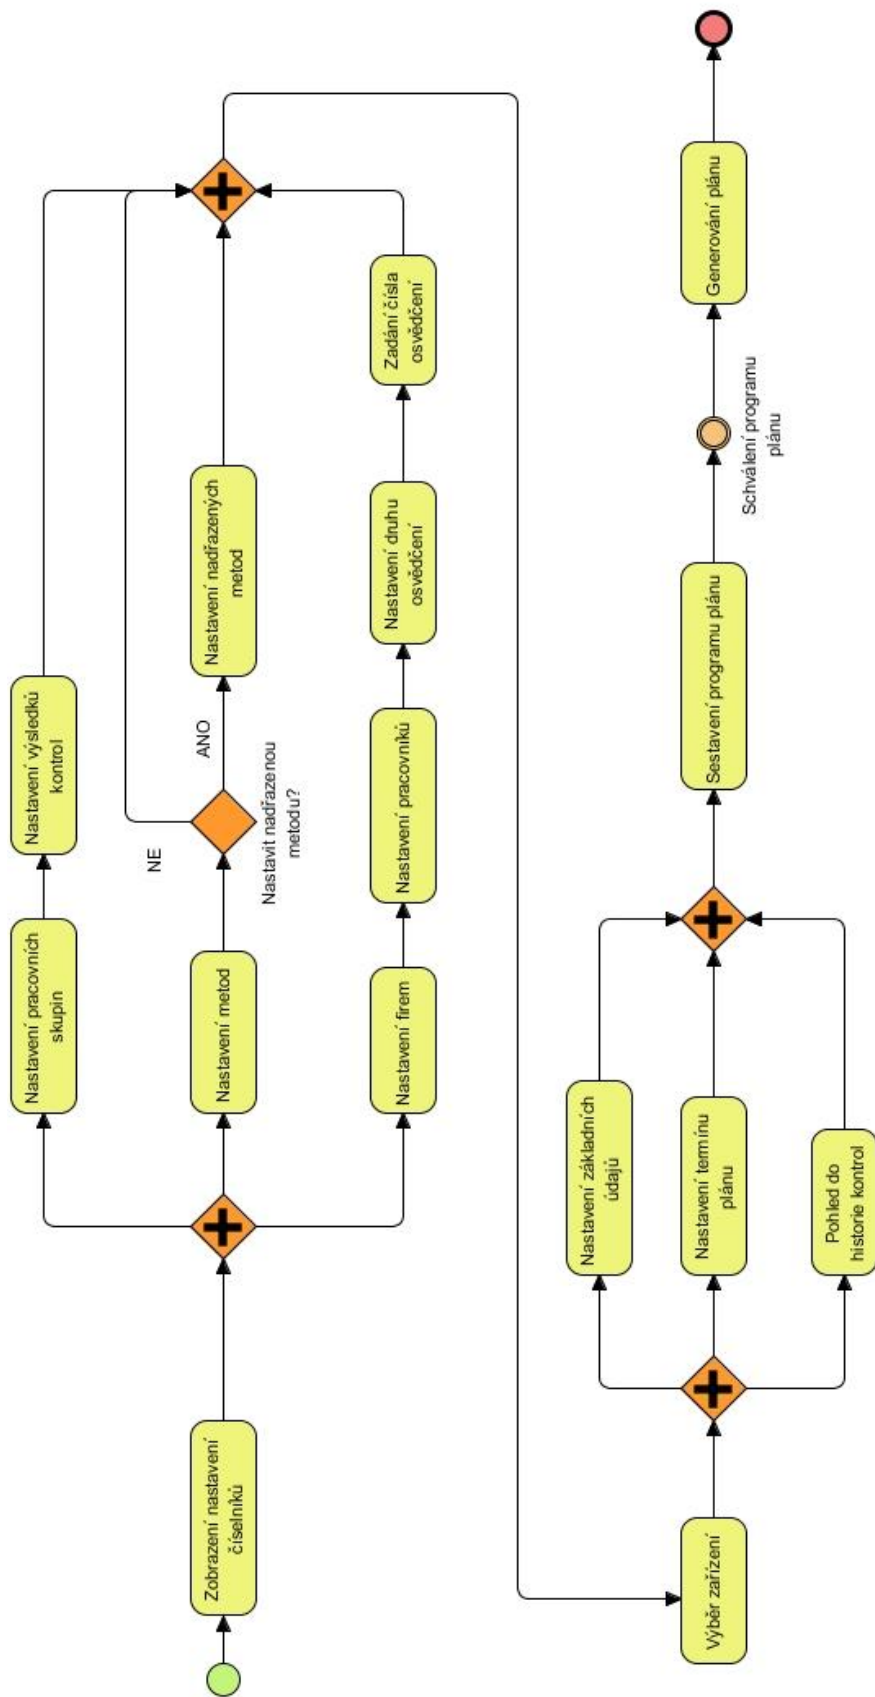 Zobrazení nastavení
číselníků
Nastavení pracovních
skupin
Nastavení výsledků
kontrol
Nastavení metod
Nastavit nadřazenou
metodu?
NE
ANO
Nastavení nadřazených
metod
Nastavení firem
Nastavení pracovníků
Nastavení druhu
osvědčení
Zadání čísla
osvědčení
Výběr zařízení
Nastavení základních
údajů
Nastavení termínu
plánu
Pohled do
historie kontrol
Sestavení programu plánu
Schválení programu
plánu
Generování plánu